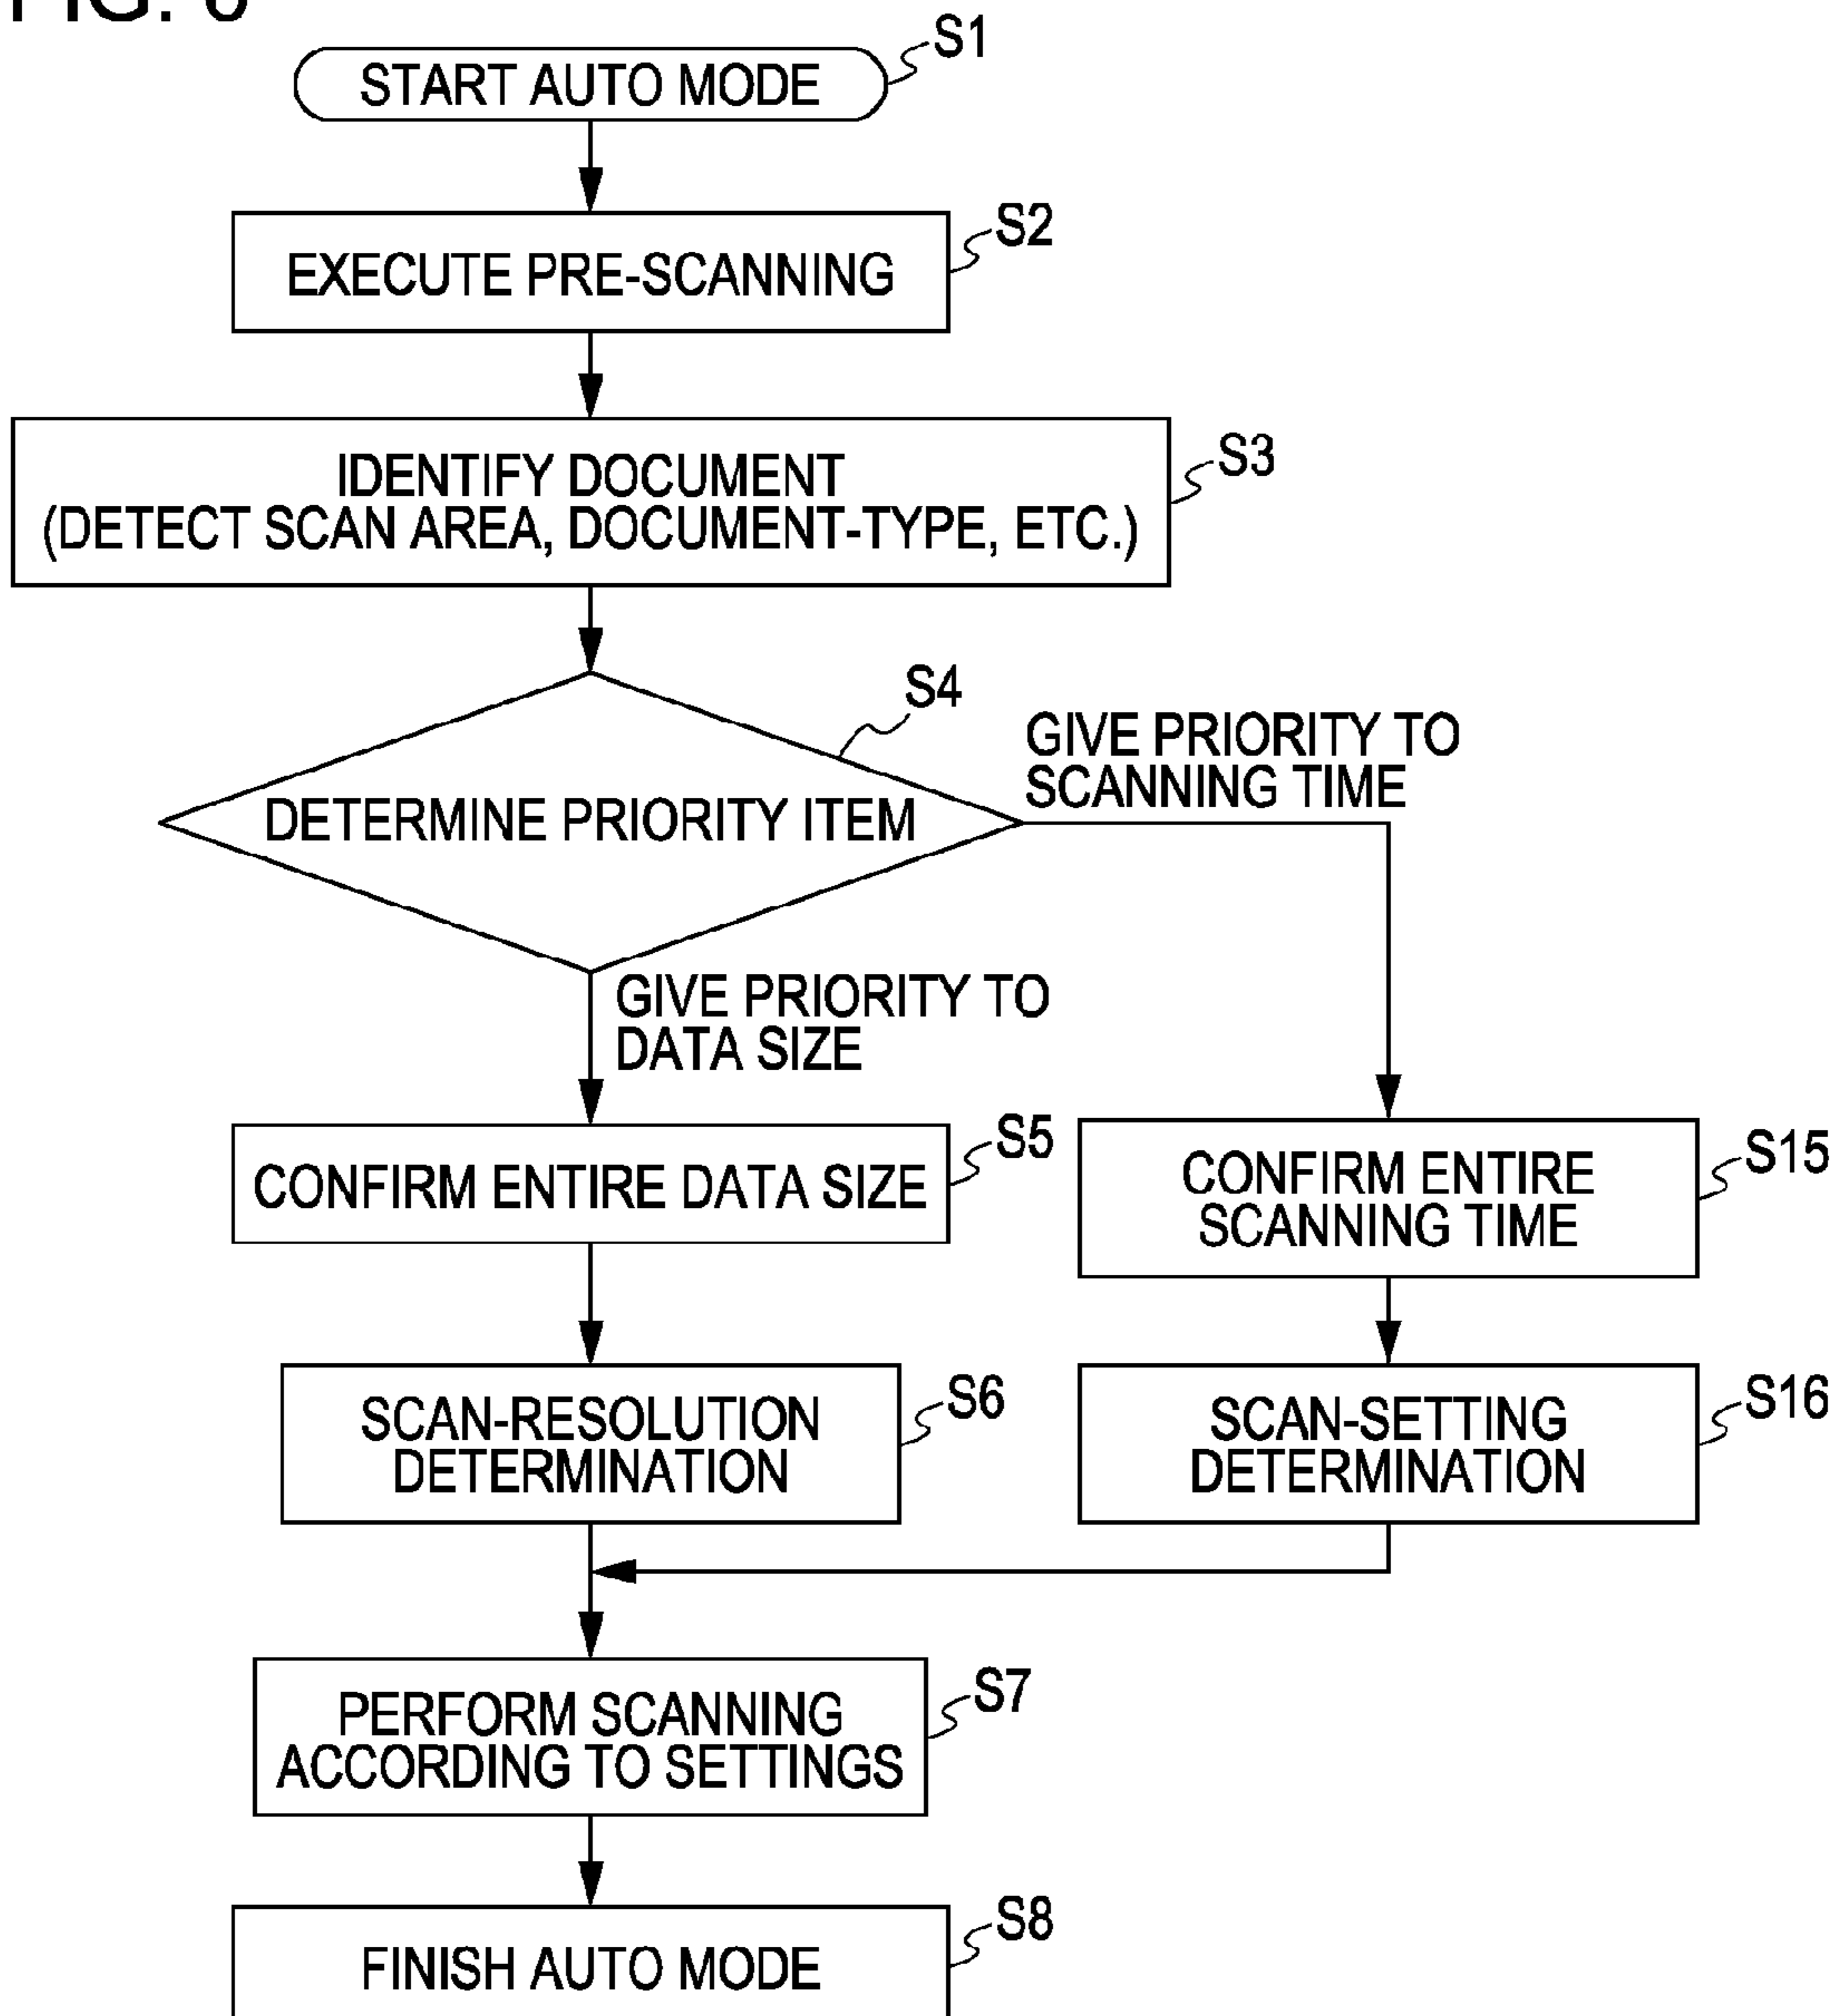 FIG.
START AUTO MODE
S1
EXECUTE PRE-SCANNING
S2
IDENTIFY DOCUMENT
(DETECT SCAN AREA, DOCUMENT-TYPE, ETC.)
S3
S4
DETERMINE PRIORITY ITEM
GIVE PRIORITY TO
SCANNING TIME
GIVE PRIORITY TO
DATA SIZE
CONFIRM ENTIRE DATA SIZE
S5
CONFIRM ENTIRE
SCANNING TIME
S15
SCAN-RESOLUTION
DETERMINATION
S6
SCAN-SETTING
DETERMINATION
S16
PERFORM SCANNING
ACCORDING TO SETTINGS
S7
FINISH AUTO MODE
S8